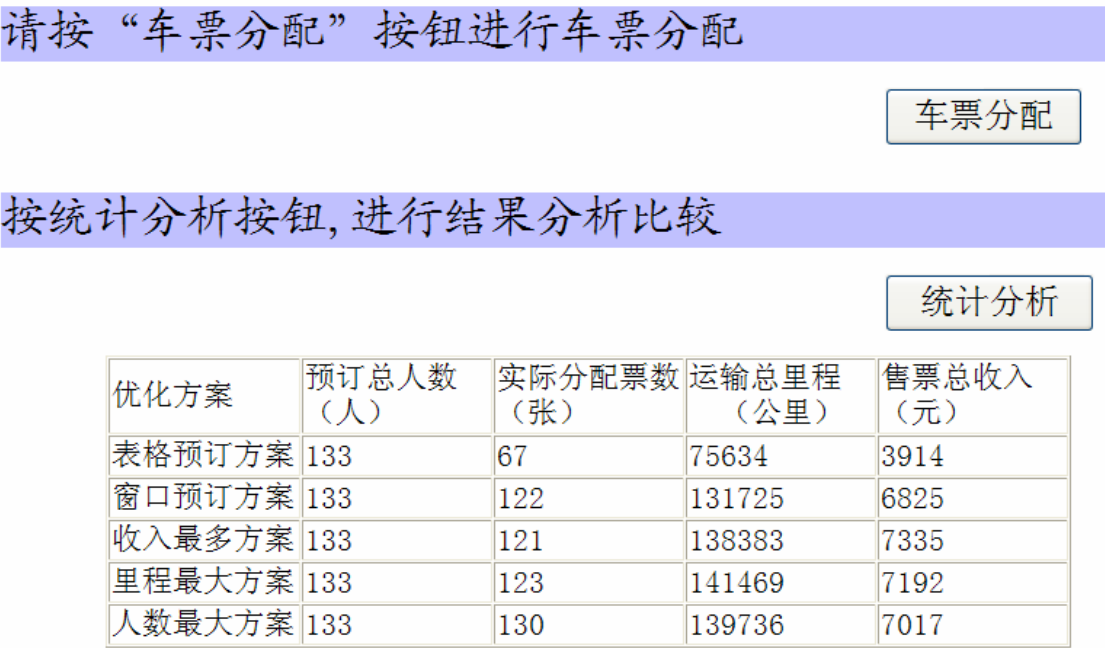 请按“车票分配”按钮进行车票分配
车票分配
按统计分析按钮,进行结果分析比较
统计分析
优化方案 预订总人数（人） 实际分配票数（张） 运输总里程（公里） 售票总收入（元）
表格预订方案 133 67 75634 3914
窗口预订方案 133 122 131725 6825
收入最多方案 133 121 138383 7335
里程最大方案 133 123 141469 7192
人数最大方案 133 130 139736 7017